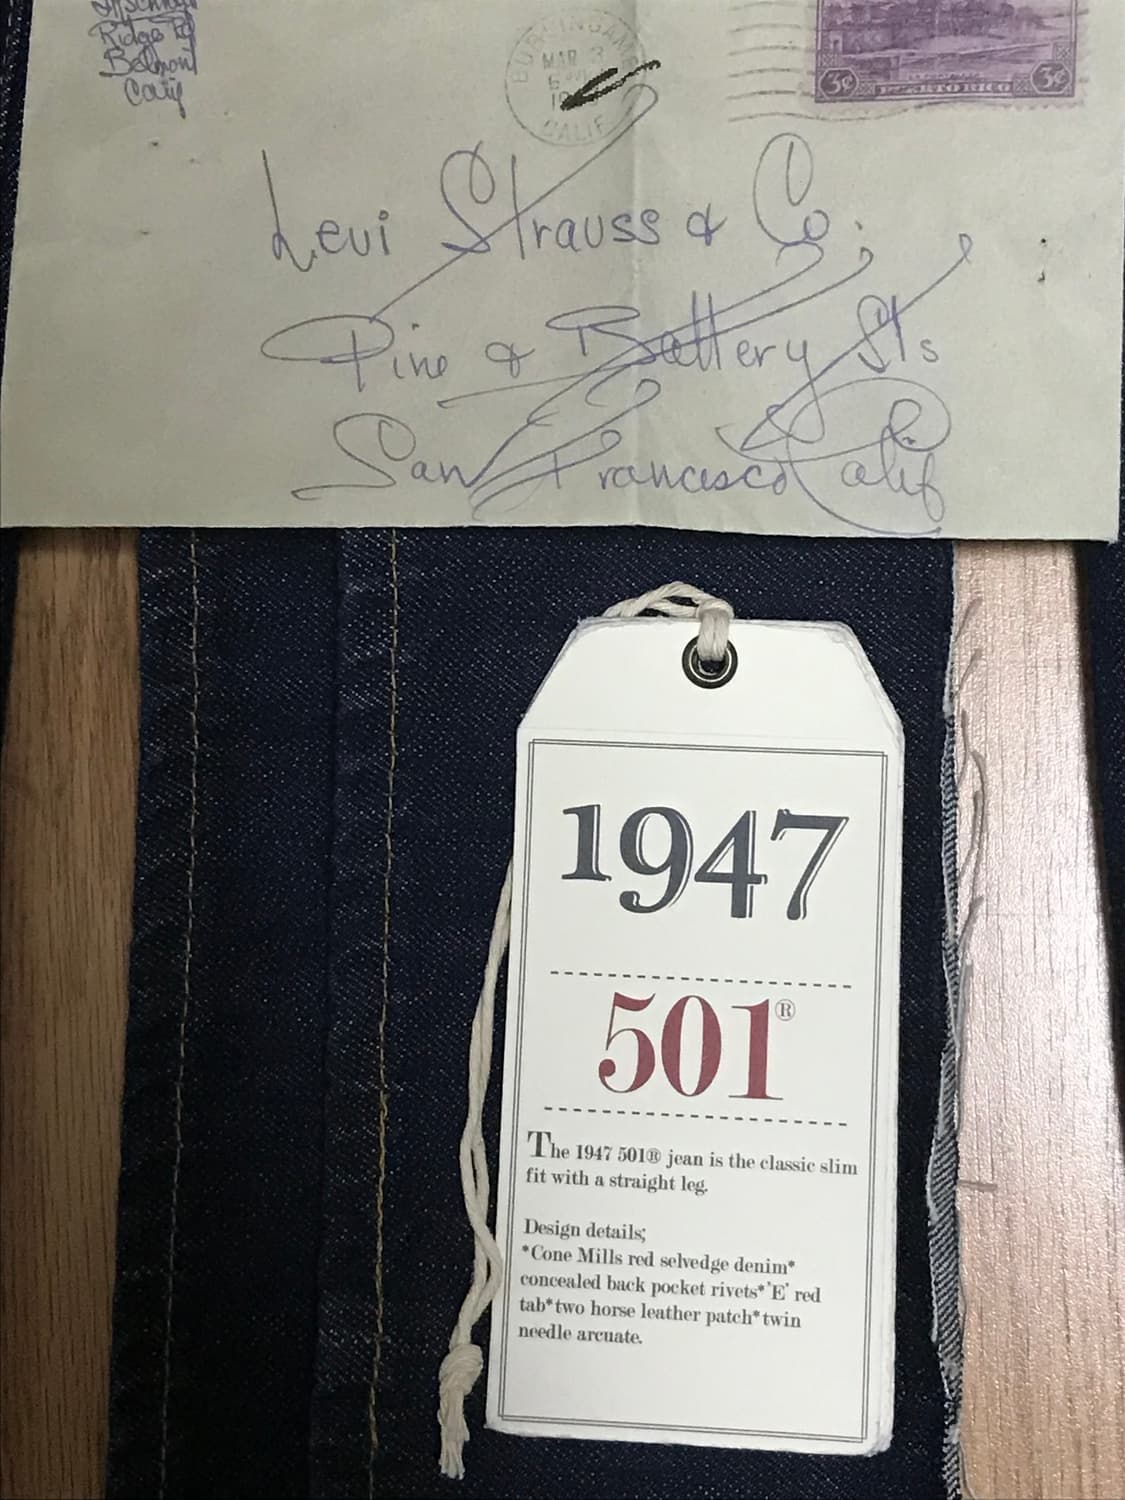 Ridge Rd
Belmont
Calif
BURLINGAME
MAR 3
CALIF.
3¢ PUERTO RICO 3¢
Levi Strauss & Co.
Pine & Battery Sts
San Francisco Calif
1947
501®
The 1947 501® jean is the classic slim
fit with a straight leg.
Design details;
*Cone Mills red selvedge denim*
concealed back pocket rivets*'E' red
tab*two horse leather patch*twin
needle arcuate.